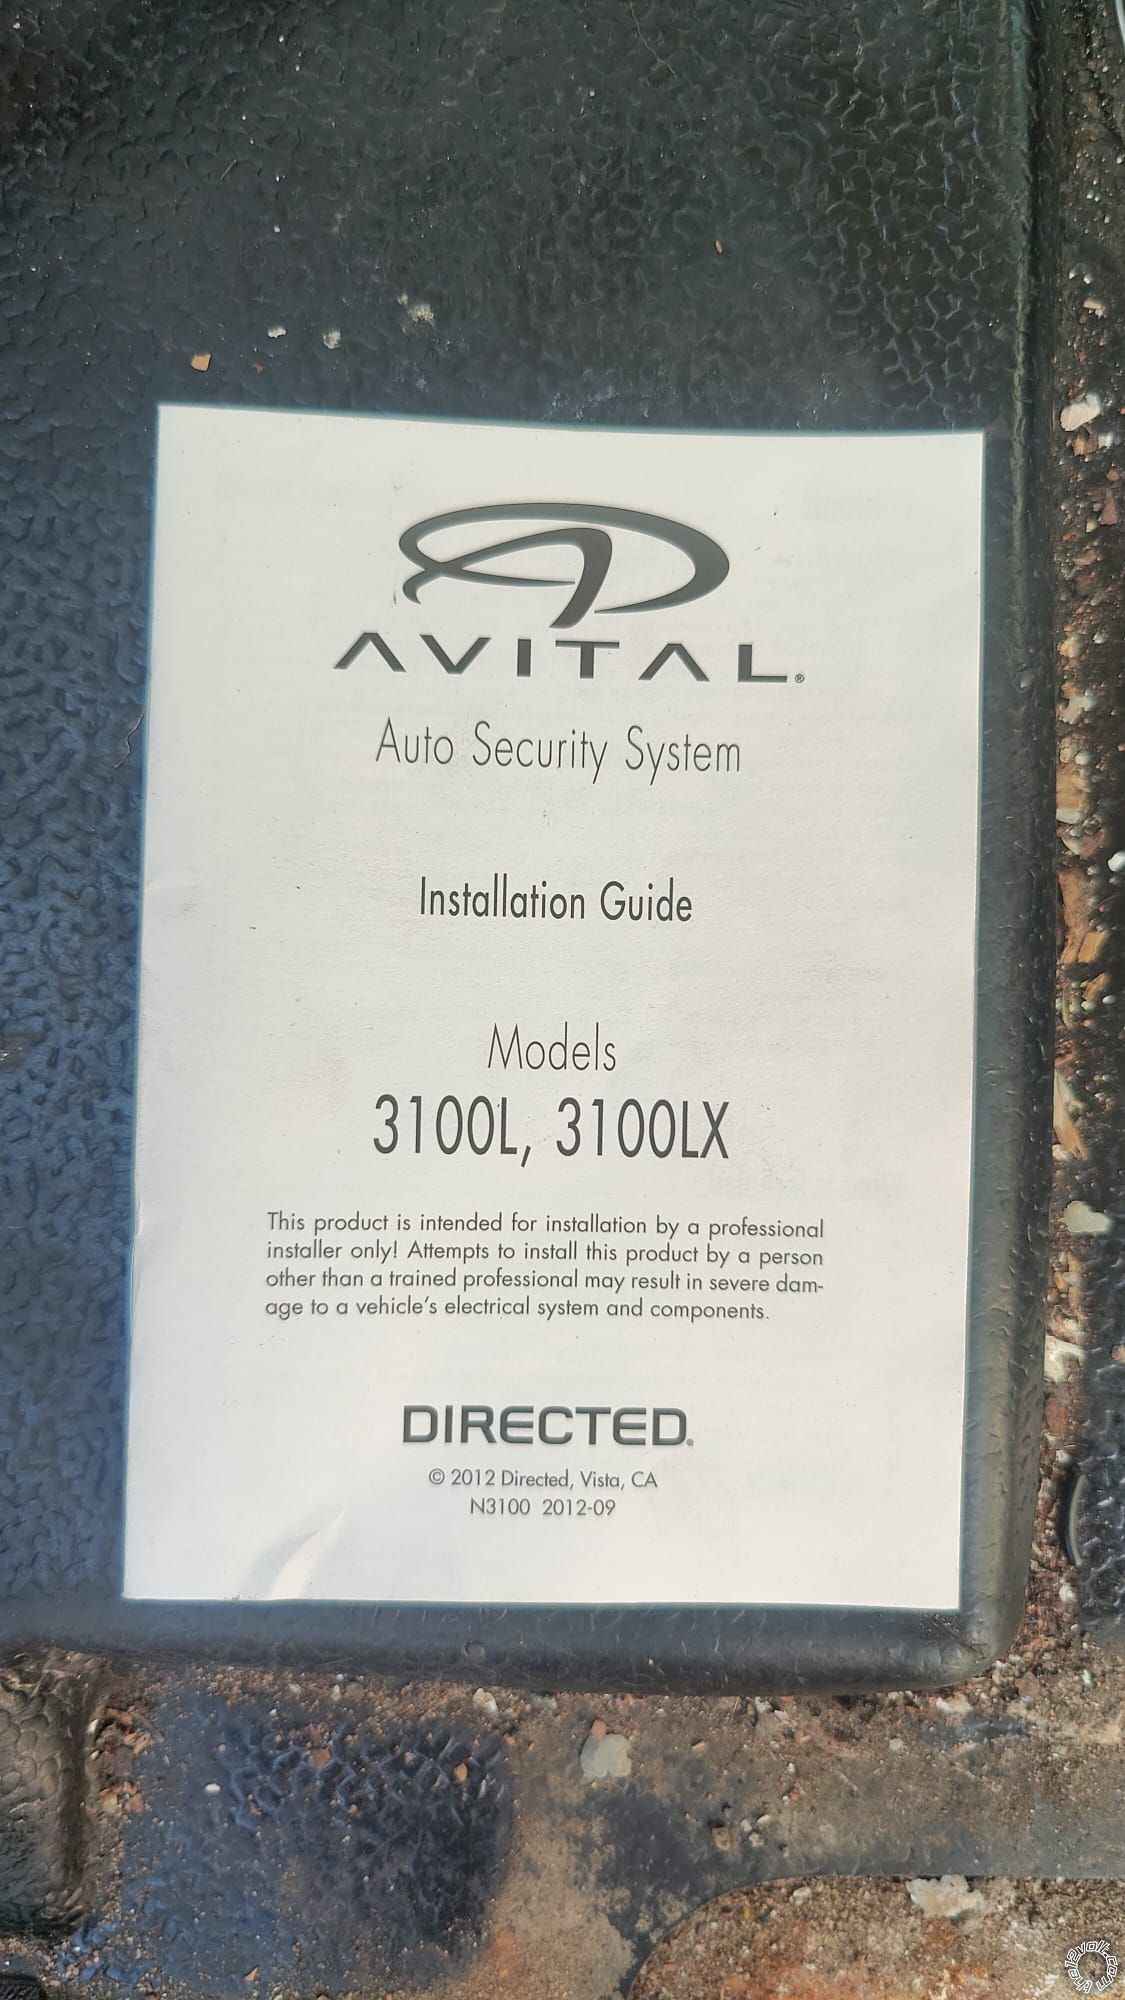 AVITAL®
Auto Security System
Installation Guide
Models
3100L, 3100LX
This product is intended for installation by a professional
installer only! Attempts to install this product by a person
other than a trained professional may result in severe dam-
age to a vehicle's electrical system and components.
DIRECTED®
© 2012 Directed, Vista, CA
N3100 2012-09
the12volt.com